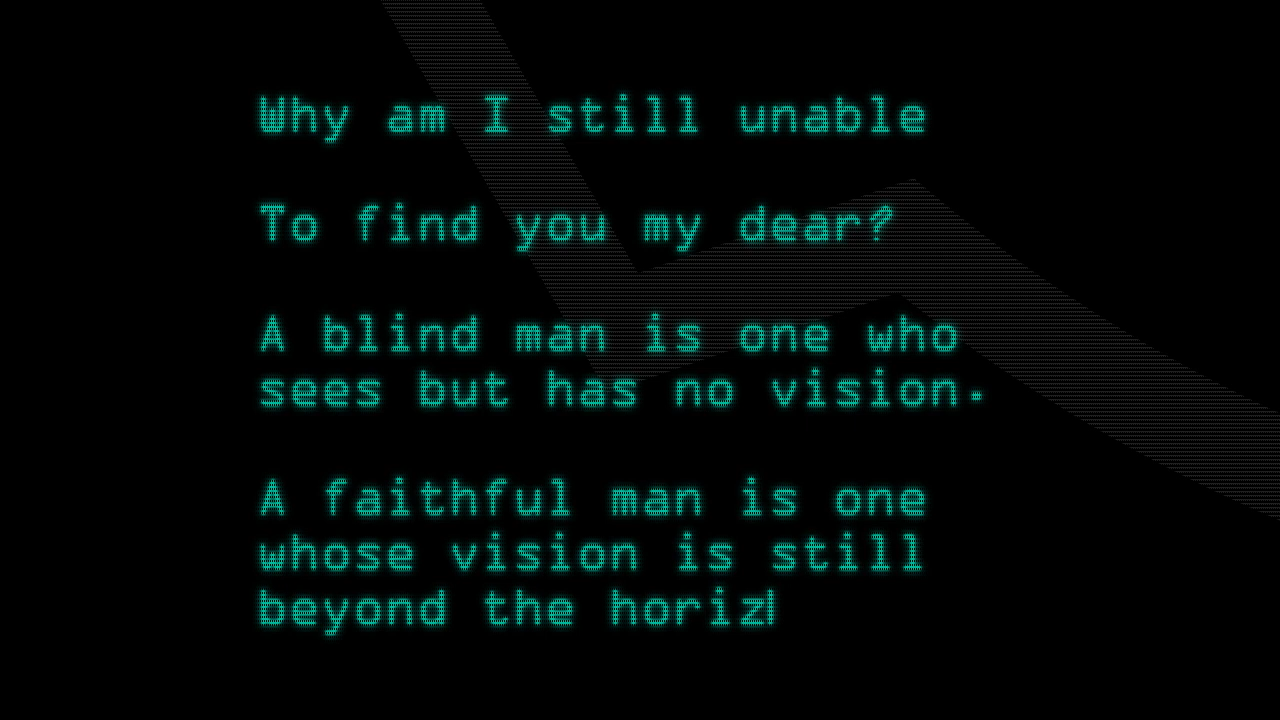 Why am I still unable
To find you my dear?
A blind man is one who
sees but has no vision.
A faithful man is one
whose vision is still
beyond the horiz